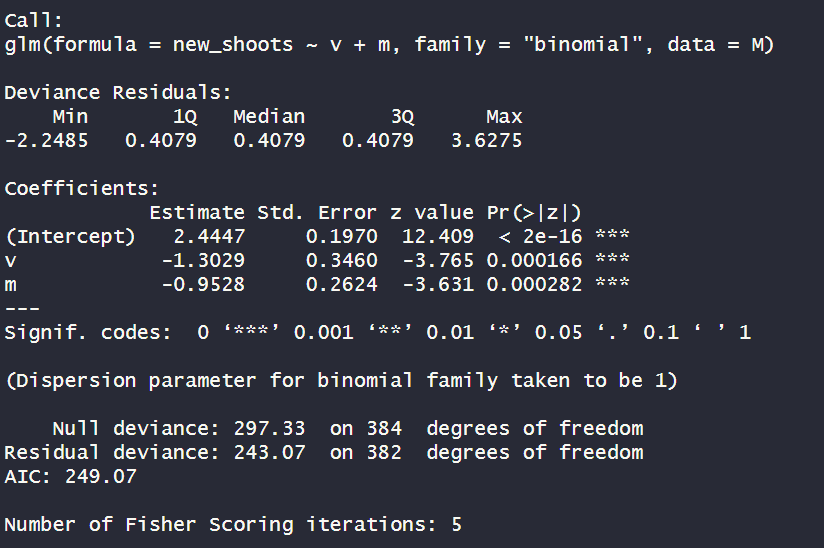 Call:
glm(formula = new_shoots ~ v + m, family = "binomial", data = M)
Deviance Residuals:
Min 1Q Median 3Q Max
-2.2485 0.4079 0.4079 0.4079 3.6275
Coefficients:
Estimate Std. Error z value Pr(>|z|)
(Intercept) 2.4447 0.1970 12.409 < 2e-16 ***
v -1.3029 0.3460 -3.765 0.000166 ***
m -0.9528 0.2624 -3.631 0.000282 ***
---
Signif. codes: 0 ‘***’ 0.001 ‘**’ 0.01 ‘*’ 0.05 ‘.’ 0.1 ‘ ’ 1
(Dispersion parameter for binomial family taken to be 1)
Null deviance: 297.33 on 384 degrees of freedom
Residual deviance: 243.07 on 382 degrees of freedom
AIC: 249.07
Number of Fisher Scoring iterations: 5